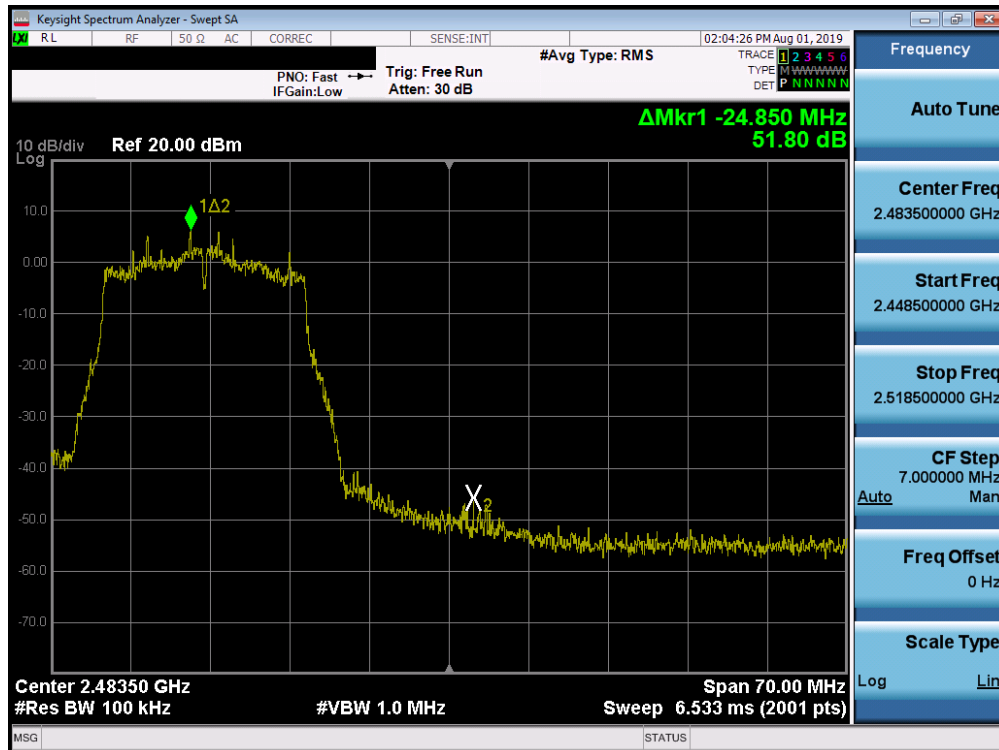 Keysight Spectrum Analyzer - Swept SA
LXI RL RF 50 Ω AC CORREC SENSE:INT 02:04:26 PM Aug 01, 2019
#Avg Type: RMS TRACE 1 2 3 4 5 6
PNO: Fast Trig: Free Run TYPE M WWWWW
IFGain:Low Atten: 30 dB DET P N N N N N
ΔMkr1 -24.850 MHz
51.80 dB
10 dB/div Ref 20.00 dBm
Log
1Δ2
10.0
0.00
-10.0
-20.0
-30.0
-40.0
X2
-50.0
-60.0
-70.0
Center 2.48350 GHz Span 70.00 MHz
#Res BW 100 kHz #VBW 1.0 MHz Sweep 6.533 ms (2001 pts)
MSG STATUS
Frequency
Auto Tune
Center Freq
2.483500000 GHz
Start Freq
2.448500000 GHz
Stop Freq
2.518500000 GHz
CF Step
7.000000 MHz
Auto Man
Freq Offset
0 Hz
Scale Type
Log Lin